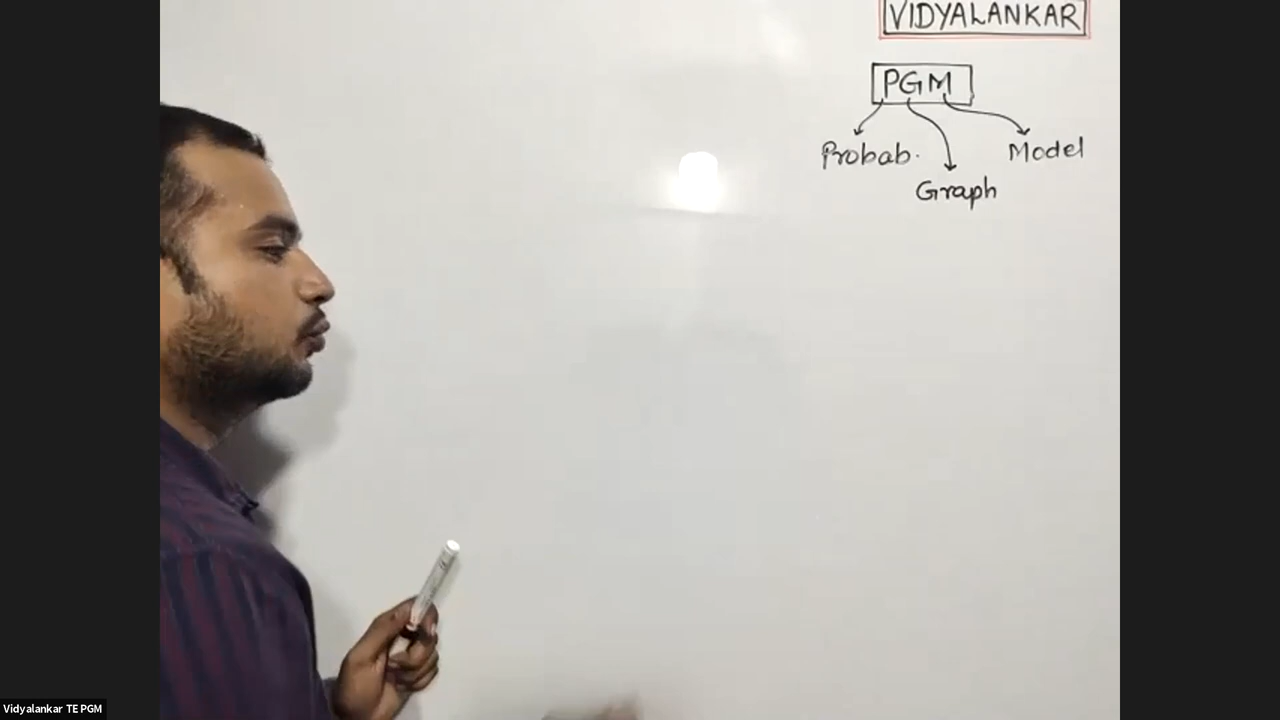 VIDYALANKAR
PGM
Probab. Model
Graph
Vidyalankar TE PGM